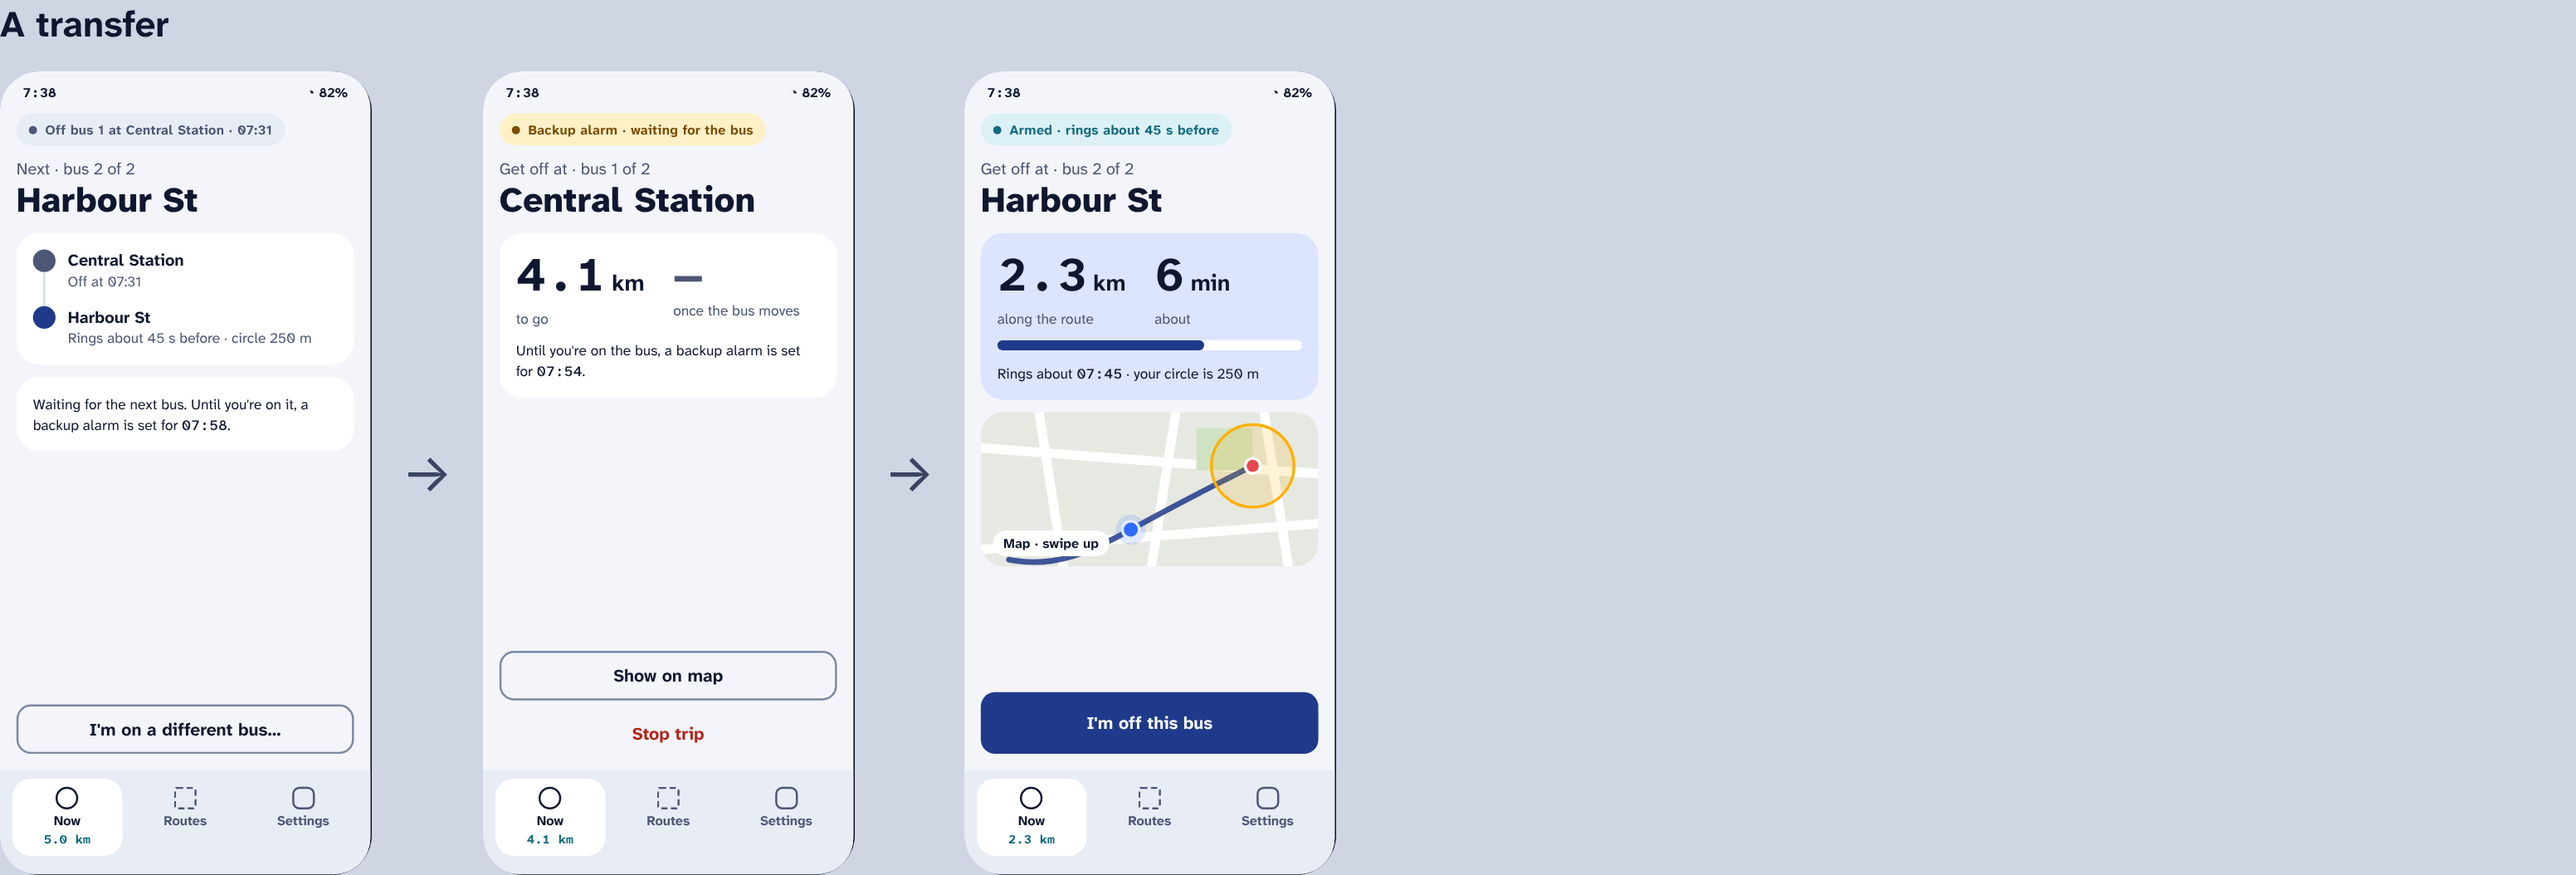 A transfer
7:38
82%
Off bus 1 at Central Station · 07:31
Next · bus 2 of 2
Harbour St
Central Station
Off at 07:31
Harbour St
Rings about 45 s before · circle 250 m
Waiting for the next bus. Until you're on it, a
backup alarm is set for 07:58.
I'm on a different bus...
Now
5.0 km
Routes
Settings
7:38
82%
Backup alarm · waiting for the bus
Get off at · bus 1 of 2
Central Station
4.1 km
to go
—
once the bus moves
Until you're on the bus, a backup alarm is set
for 07:54.
Show on map
Stop trip
Now
4.1 km
Routes
Settings
7:38
82%
Armed · rings about 45 s before
Get off at · bus 2 of 2
Harbour St
2.3 km
along the route
6 min
about
Rings about 07:45 · your circle is 250 m
Map · swipe up
I'm off this bus
Now
2.3 km
Routes
Settings